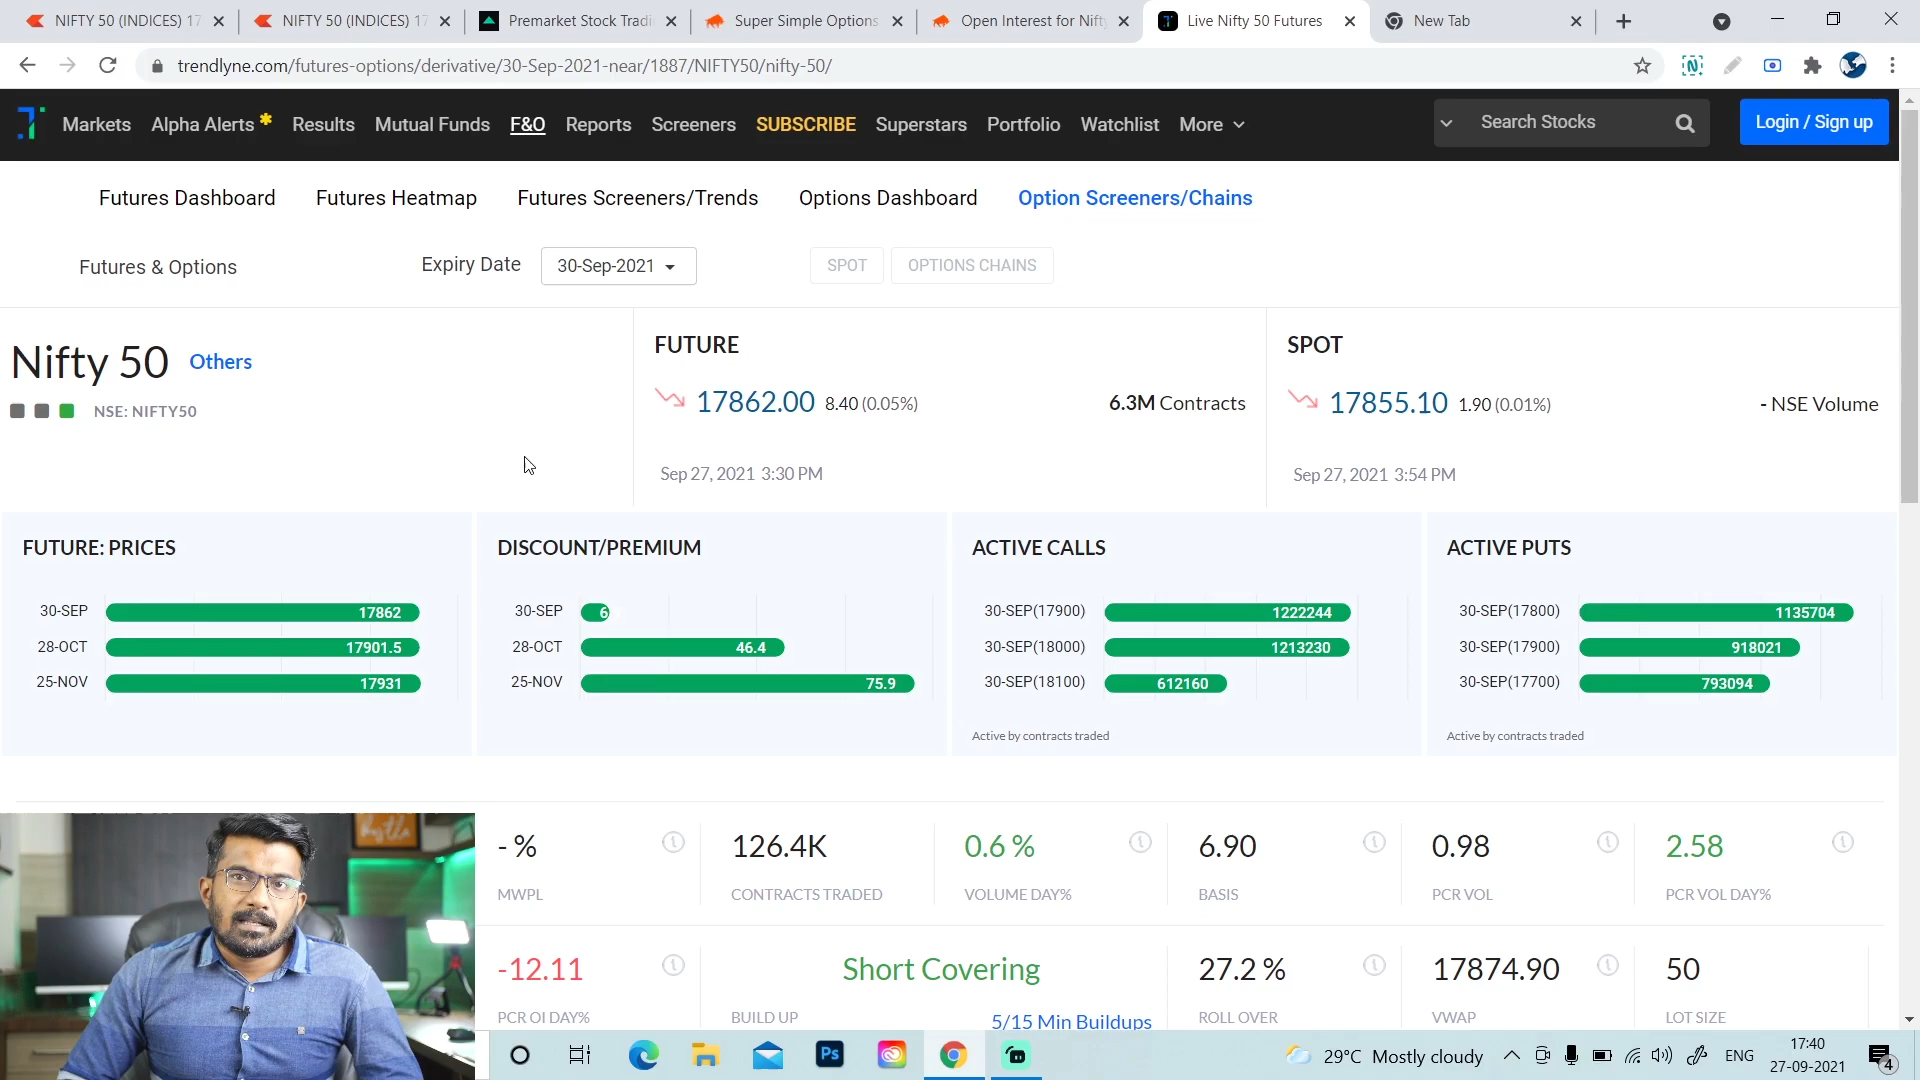 NIFTY 50 (INDICES) 17
NIFTY 50 (INDICES) 17
Premarket Stock Tradi
Super Simple Options
Open Interest for Nifty
Live Nifty 50 Futures
New Tab
trendlyne.com/futures-options/derivative/30-Sep-2021-near/1887/NIFTY50/nifty-50/
Markets Alpha Alerts Results Mutual Funds F&O Reports Screeners SUBSCRIBE Superstars Portfolio Watchlist More
Search Stocks
Login / Sign up
Futures Dashboard Futures Heatmap Futures Screeners/Trends Options Dashboard Option Screeners/Chains
Futures & Options Expiry Date 30-Sep-2021 SPOT OPTIONS CHAINS
Nifty 50 Others
NSE: NIFTY50
FUTURE
17862.00 8.40 (0.05%) 6.3M Contracts
Sep 27, 2021 3:30 PM
SPOT
17855.10 1.90 (0.01%) - NSE Volume
Sep 27, 2021 3:54 PM
FUTURE: PRICES
30-SEP 17862
28-OCT 17901.5
25-NOV 17931
DISCOUNT/PREMIUM
30-SEP 6
28-OCT 46.4
25-NOV 75.9
ACTIVE CALLS
30-SEP(17900) 1222244
30-SEP(18000) 1213230
30-SEP(18100) 612160
Active by contracts traded
ACTIVE PUTS
30-SEP(17800) 1135704
30-SEP(17900) 918021
30-SEP(17700) 793094
Active by contracts traded
- % 126.4K 0.6 % 6.90 0.98 2.58
MWPL CONTRACTS TRADED VOLUME DAY% BASIS PCR VOL PCR VOL DAY%
-12.11 Short Covering 27.2 % 17874.90 50
PCR OI DAY% BUILD UP 5/15 Min Buildups ROLL OVER VWAP LOT SIZE
Ps
29°C Mostly cloudy
ENG
17:40
27-09-2021
4